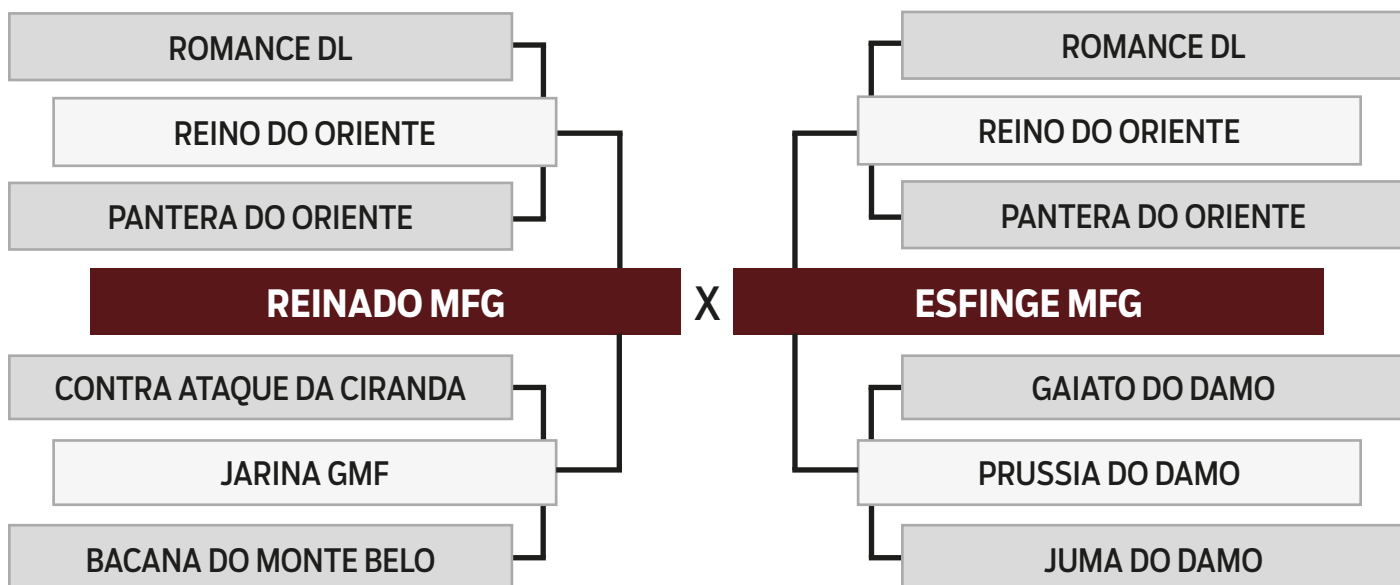 ROMANCE DL
REINO DO ORIENTE
PANTERA DO ORIENTE
REINADO MFG
CONTRA ATAQUE DA CIRANDA
JARINA GMF
BACANA DO MONTE BELO
X
ROMANCE DL
REINO DO ORIENTE
PANTERA DO ORIENTE
ESFINGE MFG
GAIATO DO DAMO
PRUSSIA DO DAMO
JUMA DO DAMO